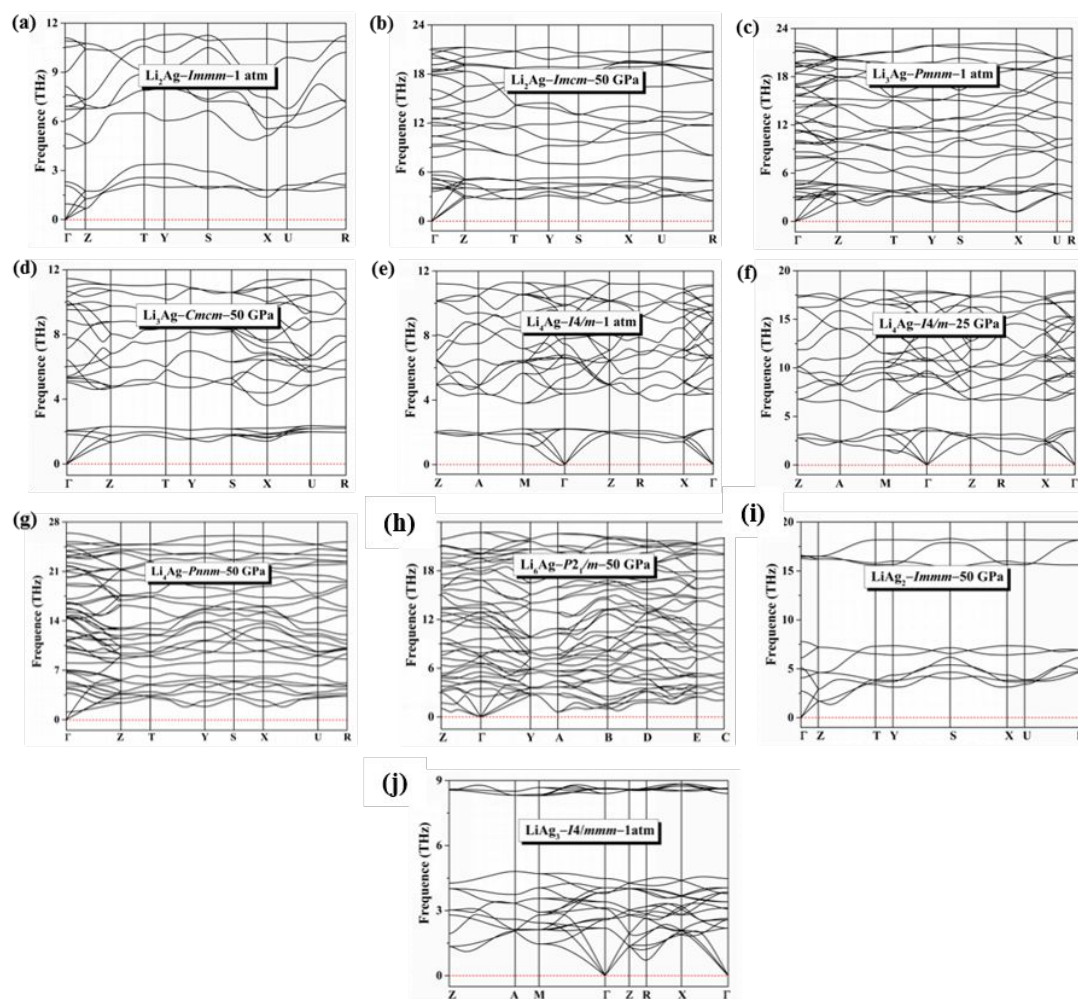 (a)
12
9
6
3
0
Frequence (THz)
Li₂Ag–Immm–1 atm
Γ Z T Y S X U R
(b)
24
18
12
6
0
Frequence (THz)
Li₂Ag–Imcm–50 GPa
Γ Z T Y S X U R
(c)
24
18
12
6
0
Frequence (THz)
Li₃Ag–Pmnm–1 atm
Γ Z T Y S X U R
(d)
12
8
4
0
Frequence (THz)
Li₃Ag–Cmcm–50 GPa
Γ Z T Y S X U R
(e)
12
8
4
0
Frequence (THz)
Li₄Ag–I4/m–1 atm
Z A M Γ Z R X Γ
(f)
20
15
10
5
0
Frequence (THz)
Li₄Ag–I4/m–25 GPa
Z A M Γ Z R X Γ
(g)
28
21
14
7
0
Frequence (THz)
Li₄Ag–Pnnm–50 GPa
Γ Z T Y S X U R
(h)
18
12
6
0
Frequence (THz)
Li₆Ag–P2₁/m–50 GPa
Z Γ Y A B D E C
(i)
20
15
10
5
0
Frequence (THz)
LiAg₂–Immm–50 GPa
Γ Z T Y S X U
(j)
9
6
3
0
Frequence (THz)
LiAg₃–I4/mmm–1atm
Z A M Γ Z R X Γ